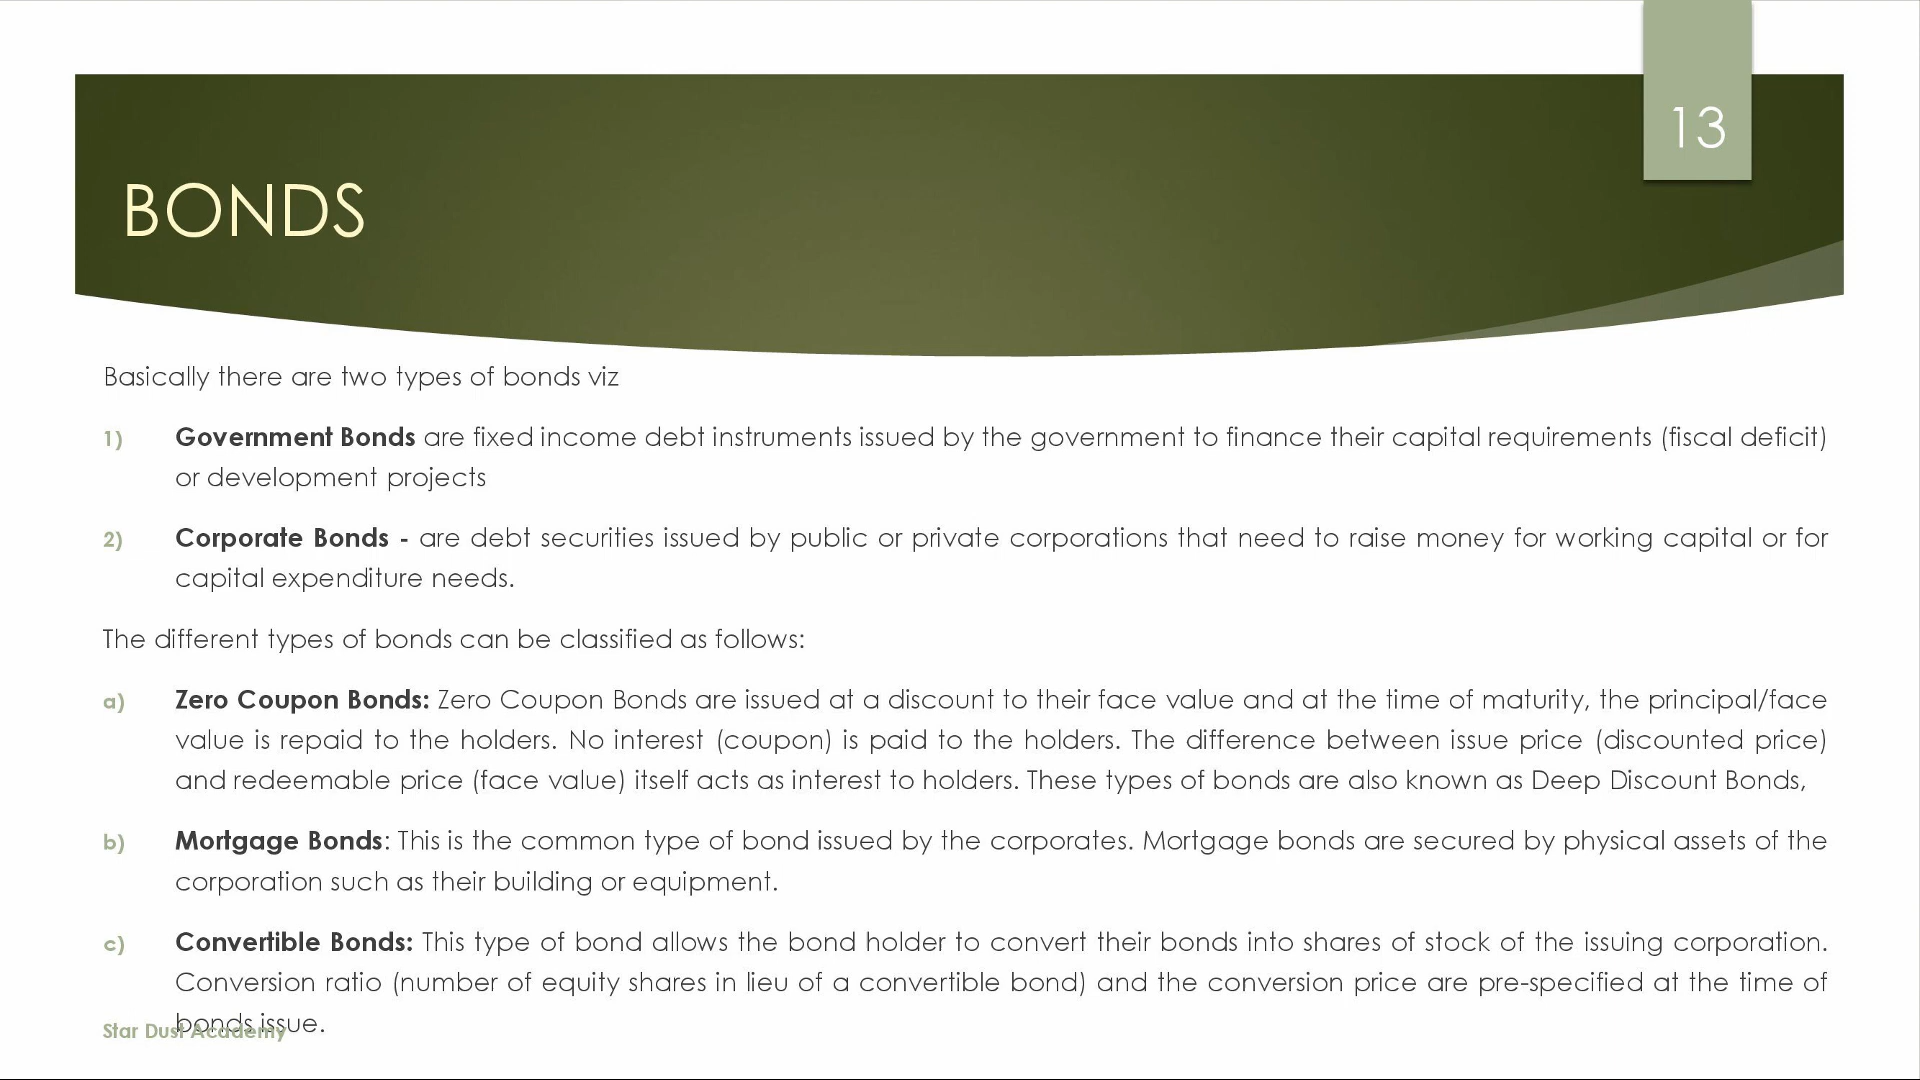 13
BONDS
Basically there are two types of bonds viz
1) Government Bonds are fixed income debt instruments issued by the government to finance their capital requirements (fiscal deficit)
or development projects
2) Corporate Bonds - are debt securities issued by public or private corporations that need to raise money for working capital or for
capital expenditure needs.
The different types of bonds can be classified as follows:
a) Zero Coupon Bonds: Zero Coupon Bonds are issued at a discount to their face value and at the time of maturity, the principal/face
value is repaid to the holders. No interest (coupon) is paid to the holders. The difference between issue price (discounted price)
and redeemable price (face value) itself acts as interest to holders. These types of bonds are also known as Deep Discount Bonds,
b) Mortgage Bonds: This is the common type of bond issued by the corporates. Mortgage bonds are secured by physical assets of the
corporation such as their building or equipment.
c) Convertible Bonds: This type of bond allows the bond holder to convert their bonds into shares of stock of the issuing corporation.
Conversion ratio (number of equity shares in lieu of a convertible bond) and the conversion price are pre-specified at the time of
bonds issue.
Star Dust Academy